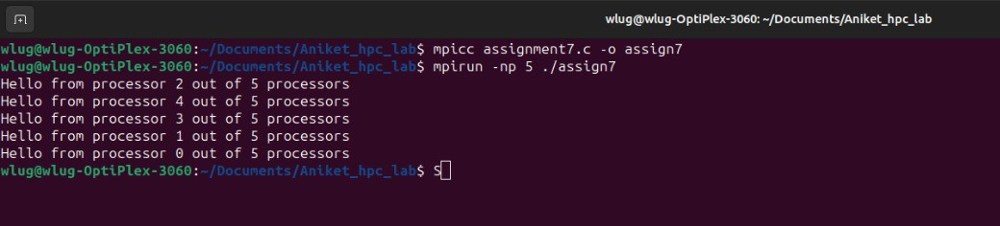 wlug@wlug-OptiPlex-3060: ~/Documents/Aniket_hpc_lab
wlug@wlug-OptiPlex-3060:~/Documents/Aniket_hpc_lab$ mpicc assignment7.c -o assign7
wlug@wlug-OptiPlex-3060:~/Documents/Aniket_hpc_lab$ mpirun -np 5 ./assign7
Hello from processor 2 out of 5 processors
Hello from processor 4 out of 5 processors
Hello from processor 3 out of 5 processors
Hello from processor 1 out of 5 processors
Hello from processor 0 out of 5 processors
wlug@wlug-OptiPlex-3060:~/Documents/Aniket_hpc_lab$ S